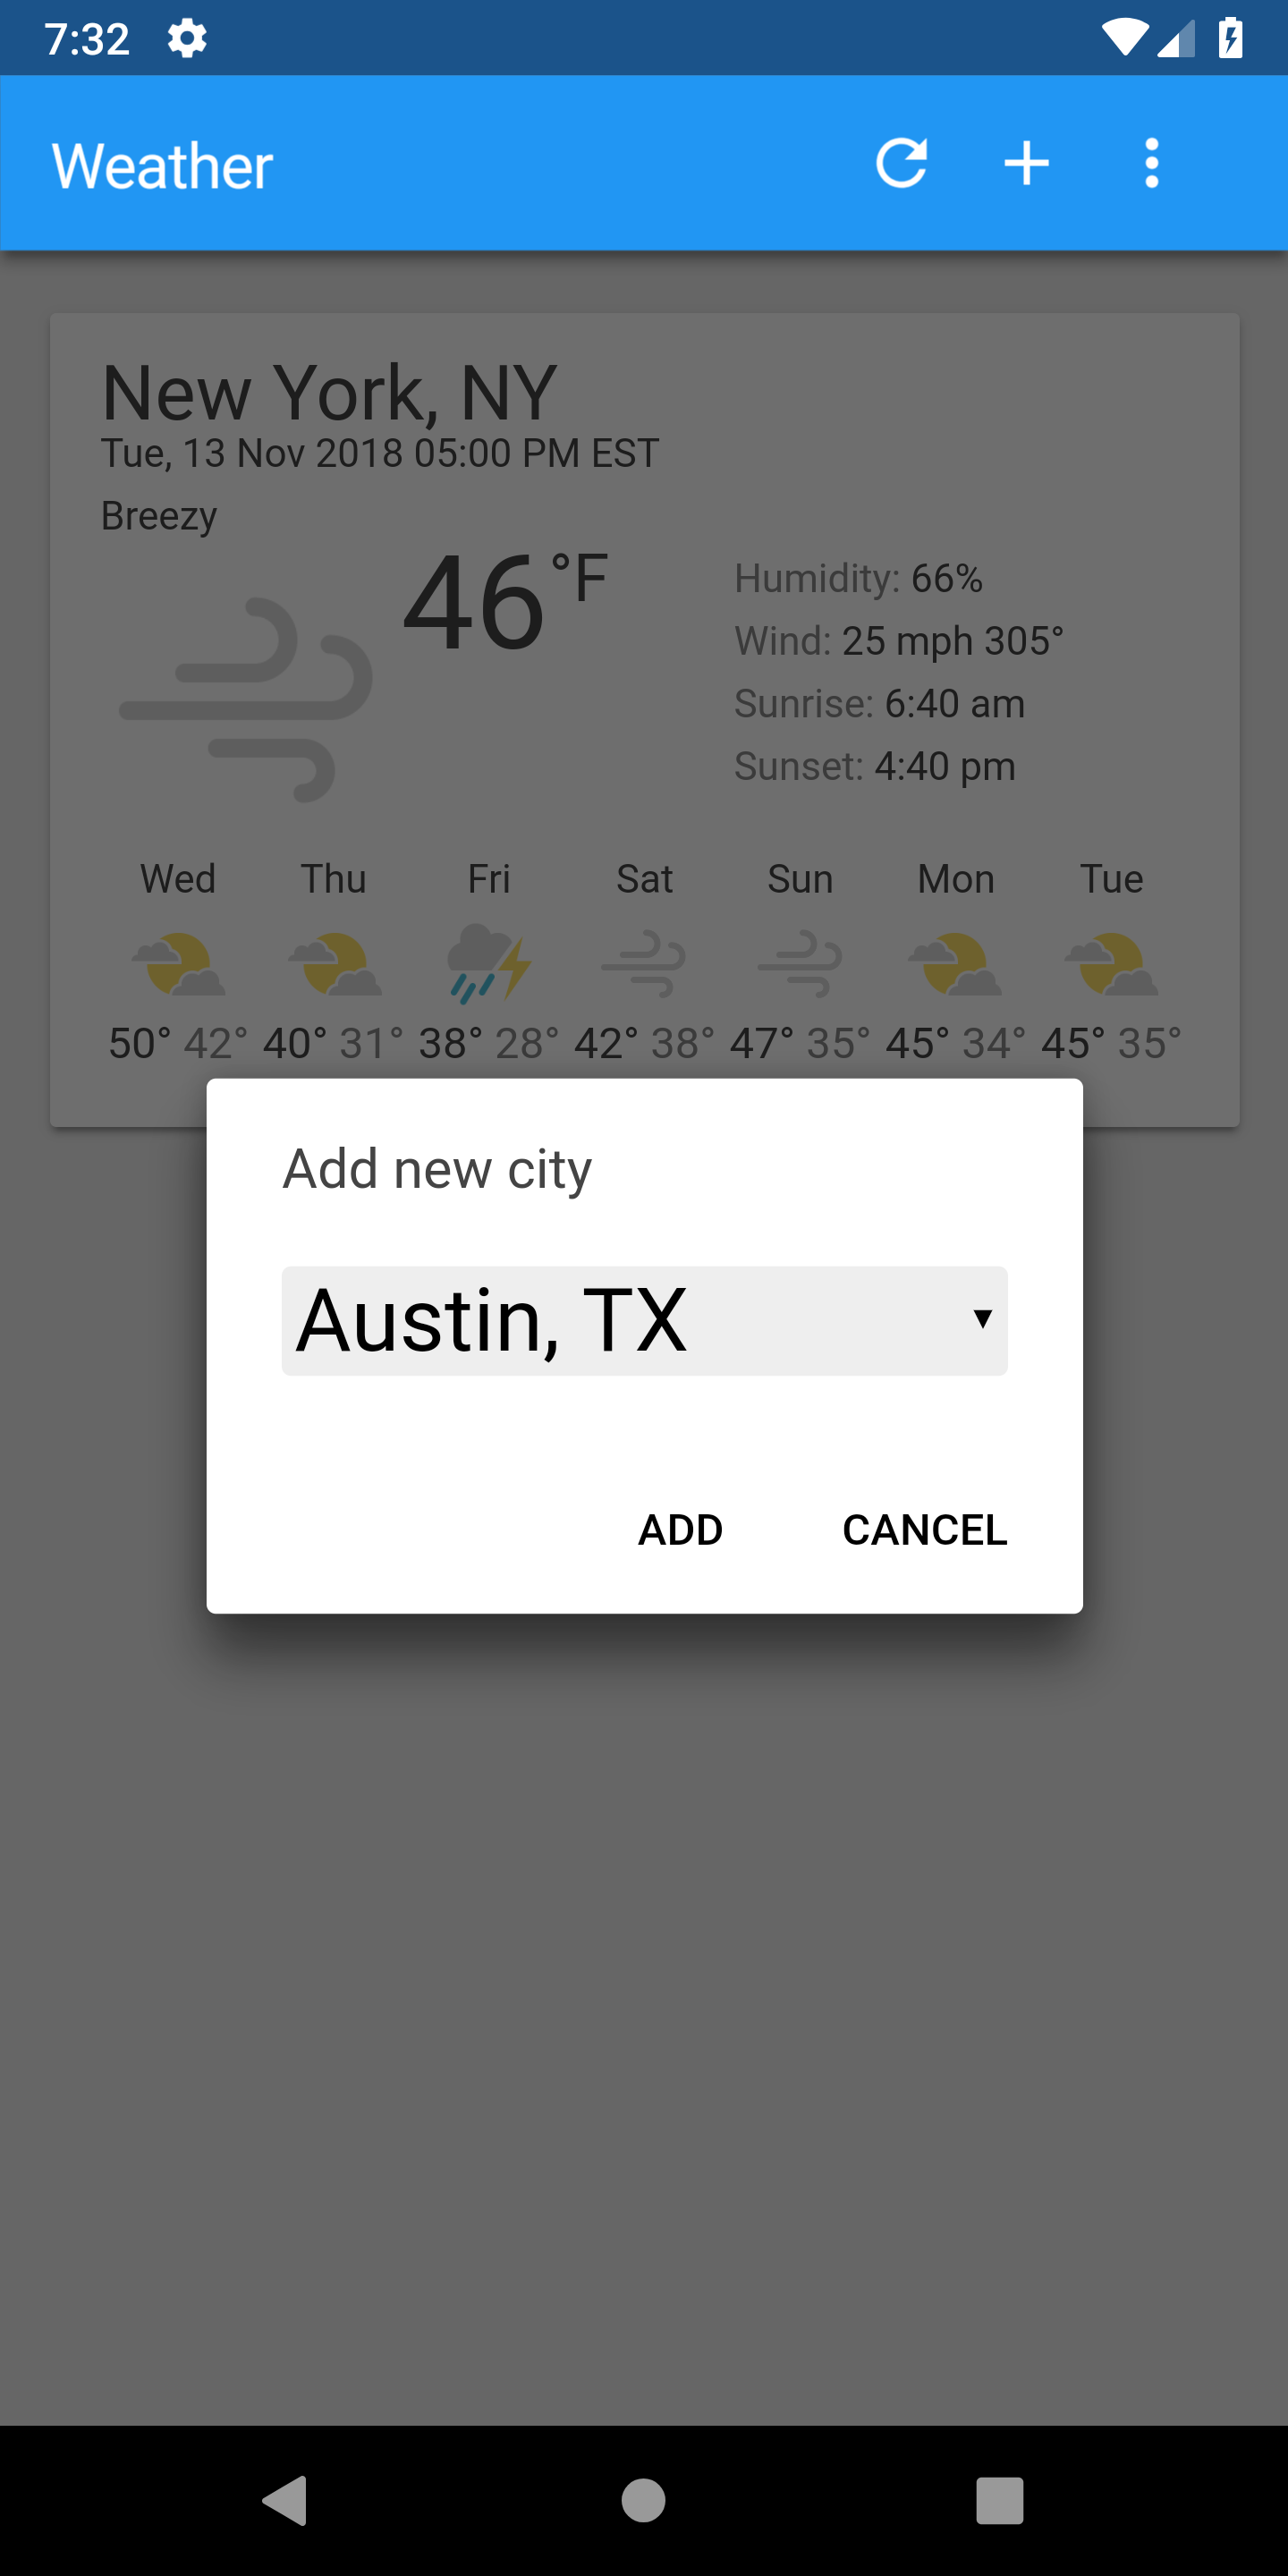 7:32
Weather
New York, NY
Tue, 13 Nov 2018 05:00 PM EST
Breezy
46°F
Humidity: 66%
Wind: 25 mph 305°
Sunrise: 6:40 am
Sunset: 4:40 pm
Wed Thu Fri Sat Sun Mon Tue
50° 42° 40° 31° 38° 28° 42° 38° 47° 35° 45° 34° 45° 35°
Add new city
Austin, TX
ADD CANCEL